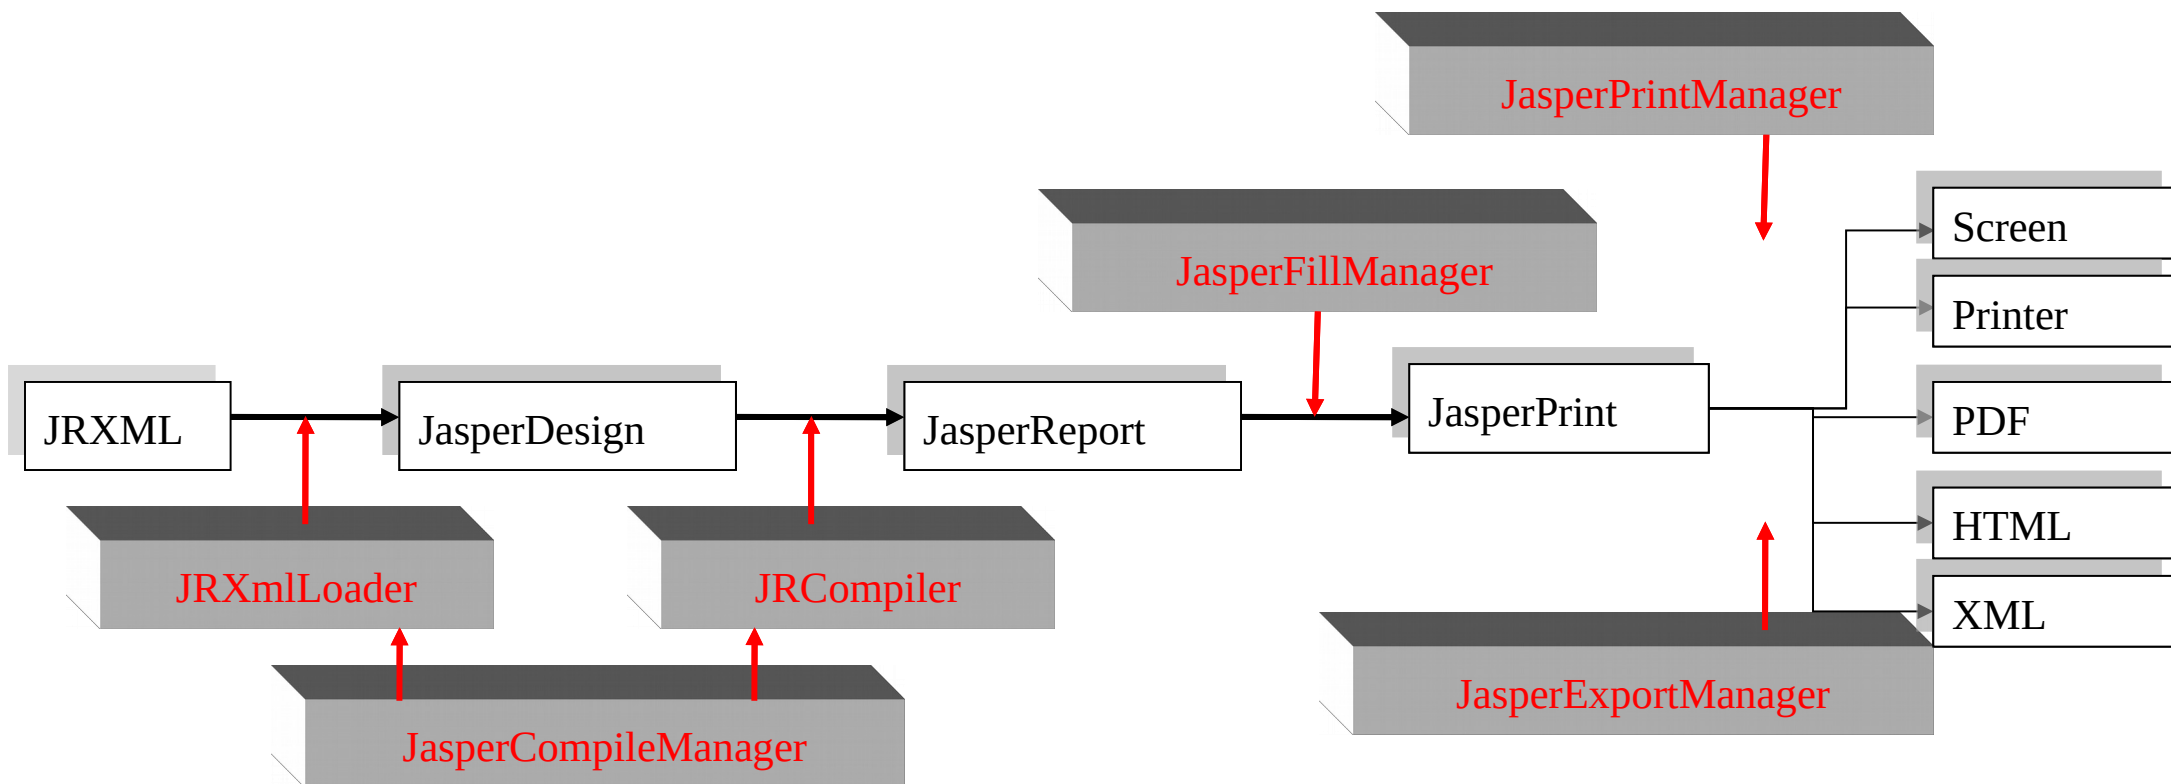 JasperPrintManager
JasperFillManager
Screen
Printer
JRXML
JasperDesign
JasperReport
JasperPrint
PDF
HTML
XML
JRXmlLoader
JRCompiler
JasperExportManager
JasperCompileManager